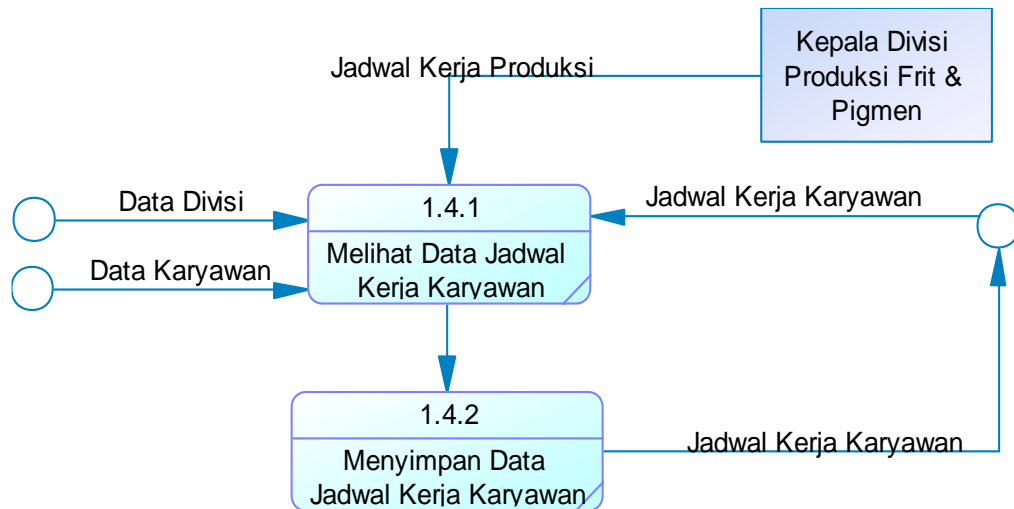 Kepala Divisi
Produksi Frit &
Pigmen
Jadwal Kerja Produksi
Data Divisi
1.4.1
Jadwal Kerja Karyawan
Melihat Data Jadwal
Kerja Karyawan
Data Karyawan
1.4.2
Menyimpan Data
Jadwal Kerja Karyawan
Jadwal Kerja Karyawan